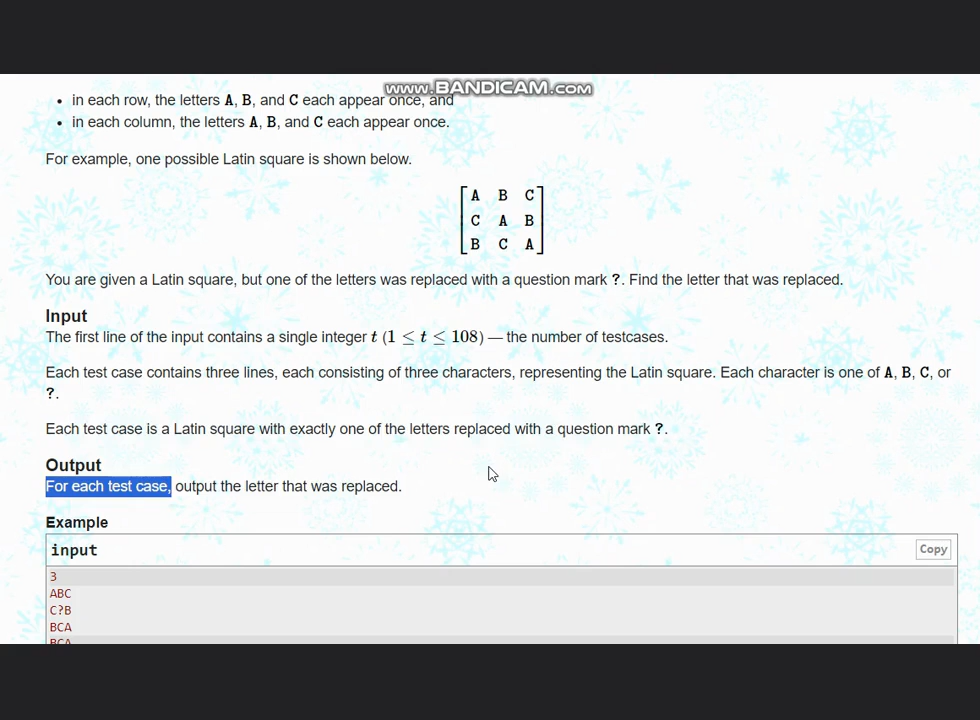 www.BANDICAM.com
• in each row, the letters A, B, and C each appear once, and
• in each column, the letters A, B, and C each appear once.
For example, one possible Latin square is shown below.
A B C
C A B
B C A
You are given a Latin square, but one of the letters was replaced with a question mark ?. Find the letter that was replaced.
Input
The first line of the input contains a single integer t (1 ≤ t ≤ 108) — the number of testcases.
Each test case contains three lines, each consisting of three characters, representing the Latin square. Each character is one of A, B, C, or
?.
Each test case is a Latin square with exactly one of the letters replaced with a question mark ?.
Output
For each test case, output the letter that was replaced.
Example
input
Copy
3
ABC
C?B
BCA
BCA